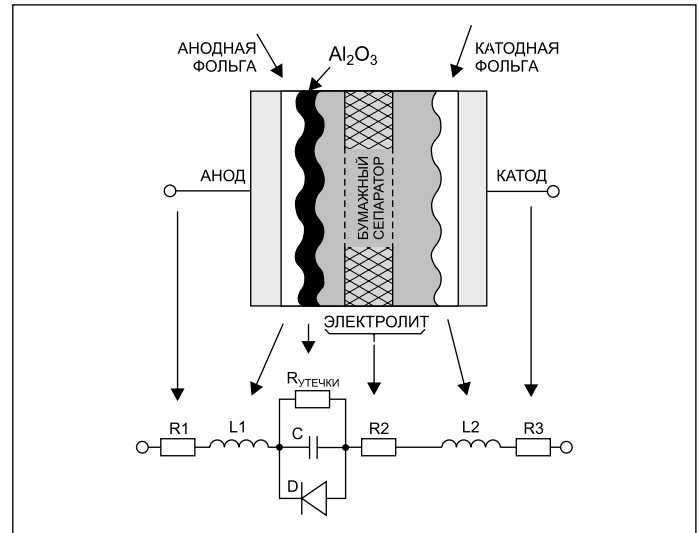 АНОДНАЯ
ФОЛЬГА
Al₂O₃
КАТОДНАЯ
ФОЛЬГА
АНОД
БУМАЖНЫЙ
СЕПАРАТОР
КАТОД
ЭЛЕКТРОЛИТ
RУТЕЧКИ
R1
L1
C
R2
L2
R3
D